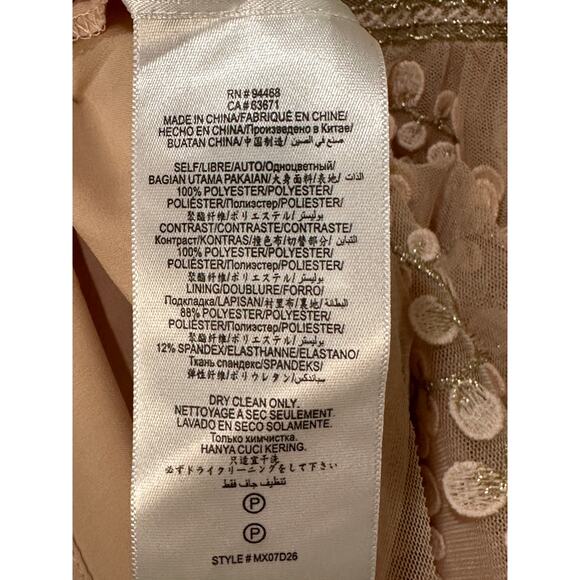 RN # 94468
CA # 63671
MADE IN CHINA/FABRIQUÉ EN CHINE/
HECHO EN CHINA/Произведено в Китае/
BUATAN CHINA/中国制造/ صنع في الصين
SELF/LIBRE/AUTO/Одноцветный/
BAGIAN UTAMA PAKAIAN/大身面料/表地/ الذات
100% POLYESTER/POLYESTER/
POLIÉSTER/Полиэстер/POLIESTER/
聚酯纤维/ポリエステル/بوليستر
CONTRAST/CONTRASTE/CONTRASTE/
Контраст/KONTRAS/撞色布/切替部分/ التباين
100% POLYESTER/POLYESTER/
POLIÉSTER/Полиэстер/POLIESTER/
聚酯纤维/ポリエステル/بوليستر
LINING/DOUBLURE/FORRO/
Подкладка/LAPISAN/衬里布/裏地/ البطانة
88% POLYESTER/POLYESTER/
POLIÉSTER/Полиэстер/POLIESTER/
聚酯纤维/ポリエステル/بوليستر
12% SPANDEX/ELASTHANNE/ELASTANO/
Ткань спандекс/SPANDEKS/
弹性纤维/ポリウレタン/سباندكس
DRY CLEAN ONLY.
NETTOYAGE A SEC SEULEMENT.
LAVADO EN SECO SOLAMENTE.
Только химчистка.
HANYA CUCI KERING.
只适宜干洗
必ずドライクリーニングをして下さい
تنظيف جاف فقط
P
P
STYLE # MX07D26